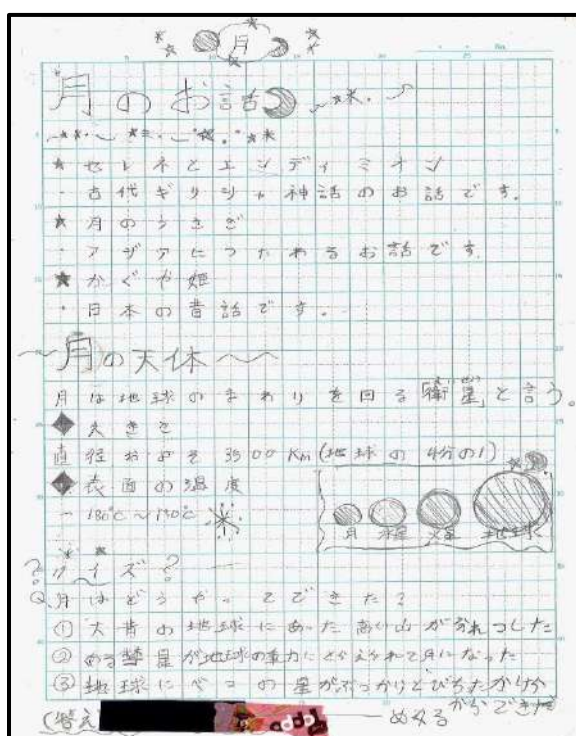 月
月のお話
★セレネとエンディミオン
・古代ギリシャ神話のお話です。
★月のうさぎ
・アジアにつたわるお話です
★かぐや姫
・日本の昔話です。
〜月の天体〜
月は地球のまわりを回る「衛星」と言う。
◆大きさ
直径およそ3500Km(地球の4分の1)
◆表面の温度
月 水星 火星 地球
クイズ?
Q.月はどうやってできた?
①大昔の地球にあった高い山が分れつした
②ある彗星が地球の重力にとらえられて月になった
③地球にべつの星がぶつかりとびちったかけら
からできた
(答え)
めくる